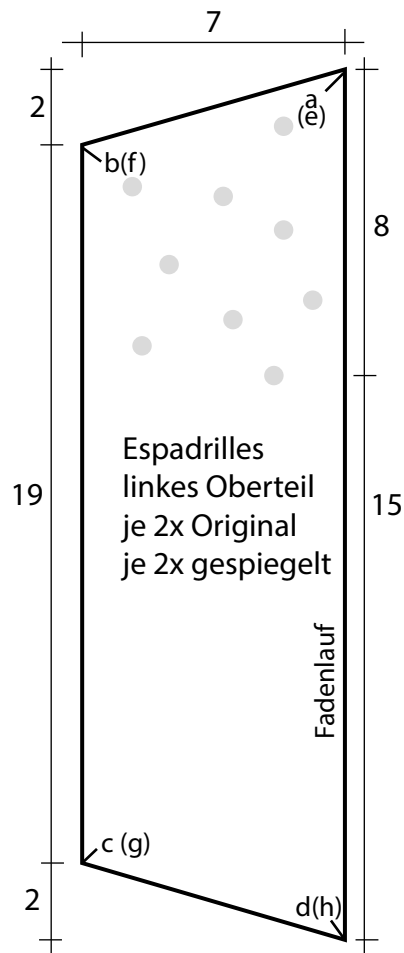 7
2
a
(e)
b(f)
8
Espadrilles
linkes Oberteil
je 2x Original
je 2x gespiegelt
19
15
Fadenlauf
c (g)
2
d(h)